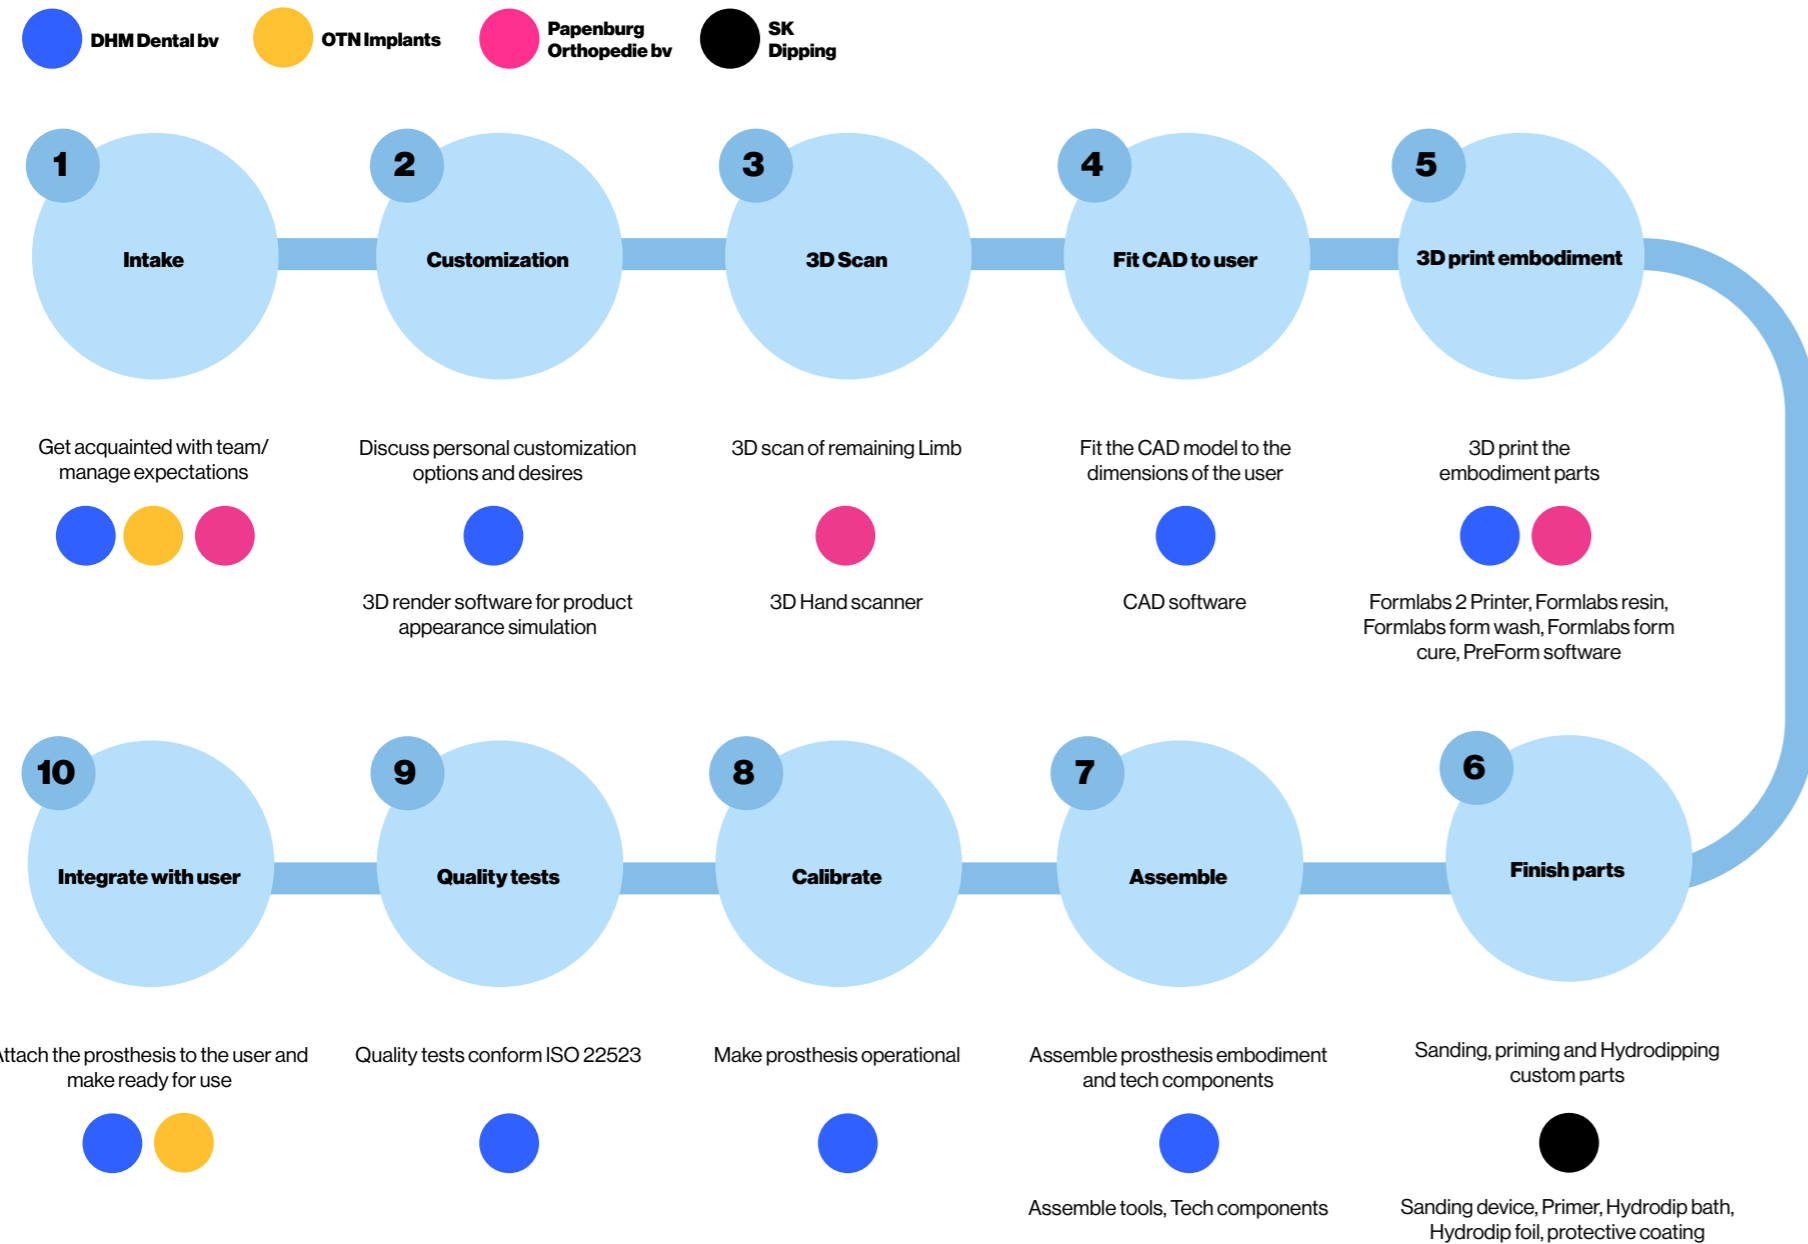 DHM Dental bv
OTN Implants
Papenburg
Orthopedie bv
SK
Dipping
1
Intake
2
Customization
3
3D Scan
4
Fit CAD to user
5
3D print embodiment
Get acquainted with team/
manage expectations
Discuss personal customization
options and desires
3D render software for product
appearance simulation
3D scan of remaining Limb
3D Hand scanner
Fit the CAD model to the
dimensions of the user
CAD software
3D print the
embodiment parts
Formlabs 2 Printer, Formlabs resin,
Formlabs form wash, Formlabs form
cure, PreForm software
6
Finish parts
Sanding, priming and Hydrodipping
custom parts
Sanding device, Primer, Hydrodip bath,
Hydrodip foil, protective coating
7
Assemble
Assemble prosthesis embodiment
and tech components
Assemble tools, Tech components
8
Calibrate
Make prosthesis operational
9
Quality tests
Quality tests conform ISO 22523
10
Integrate with user
Attach the prosthesis to the user and
make ready for use